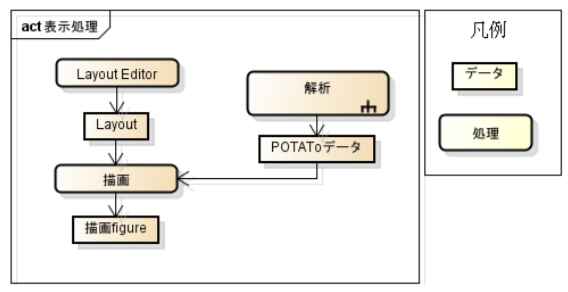 act 表示処理
Layout Editor
解析
Layout
POTAToデータ
描画
描画figure
凡例
データ
処理